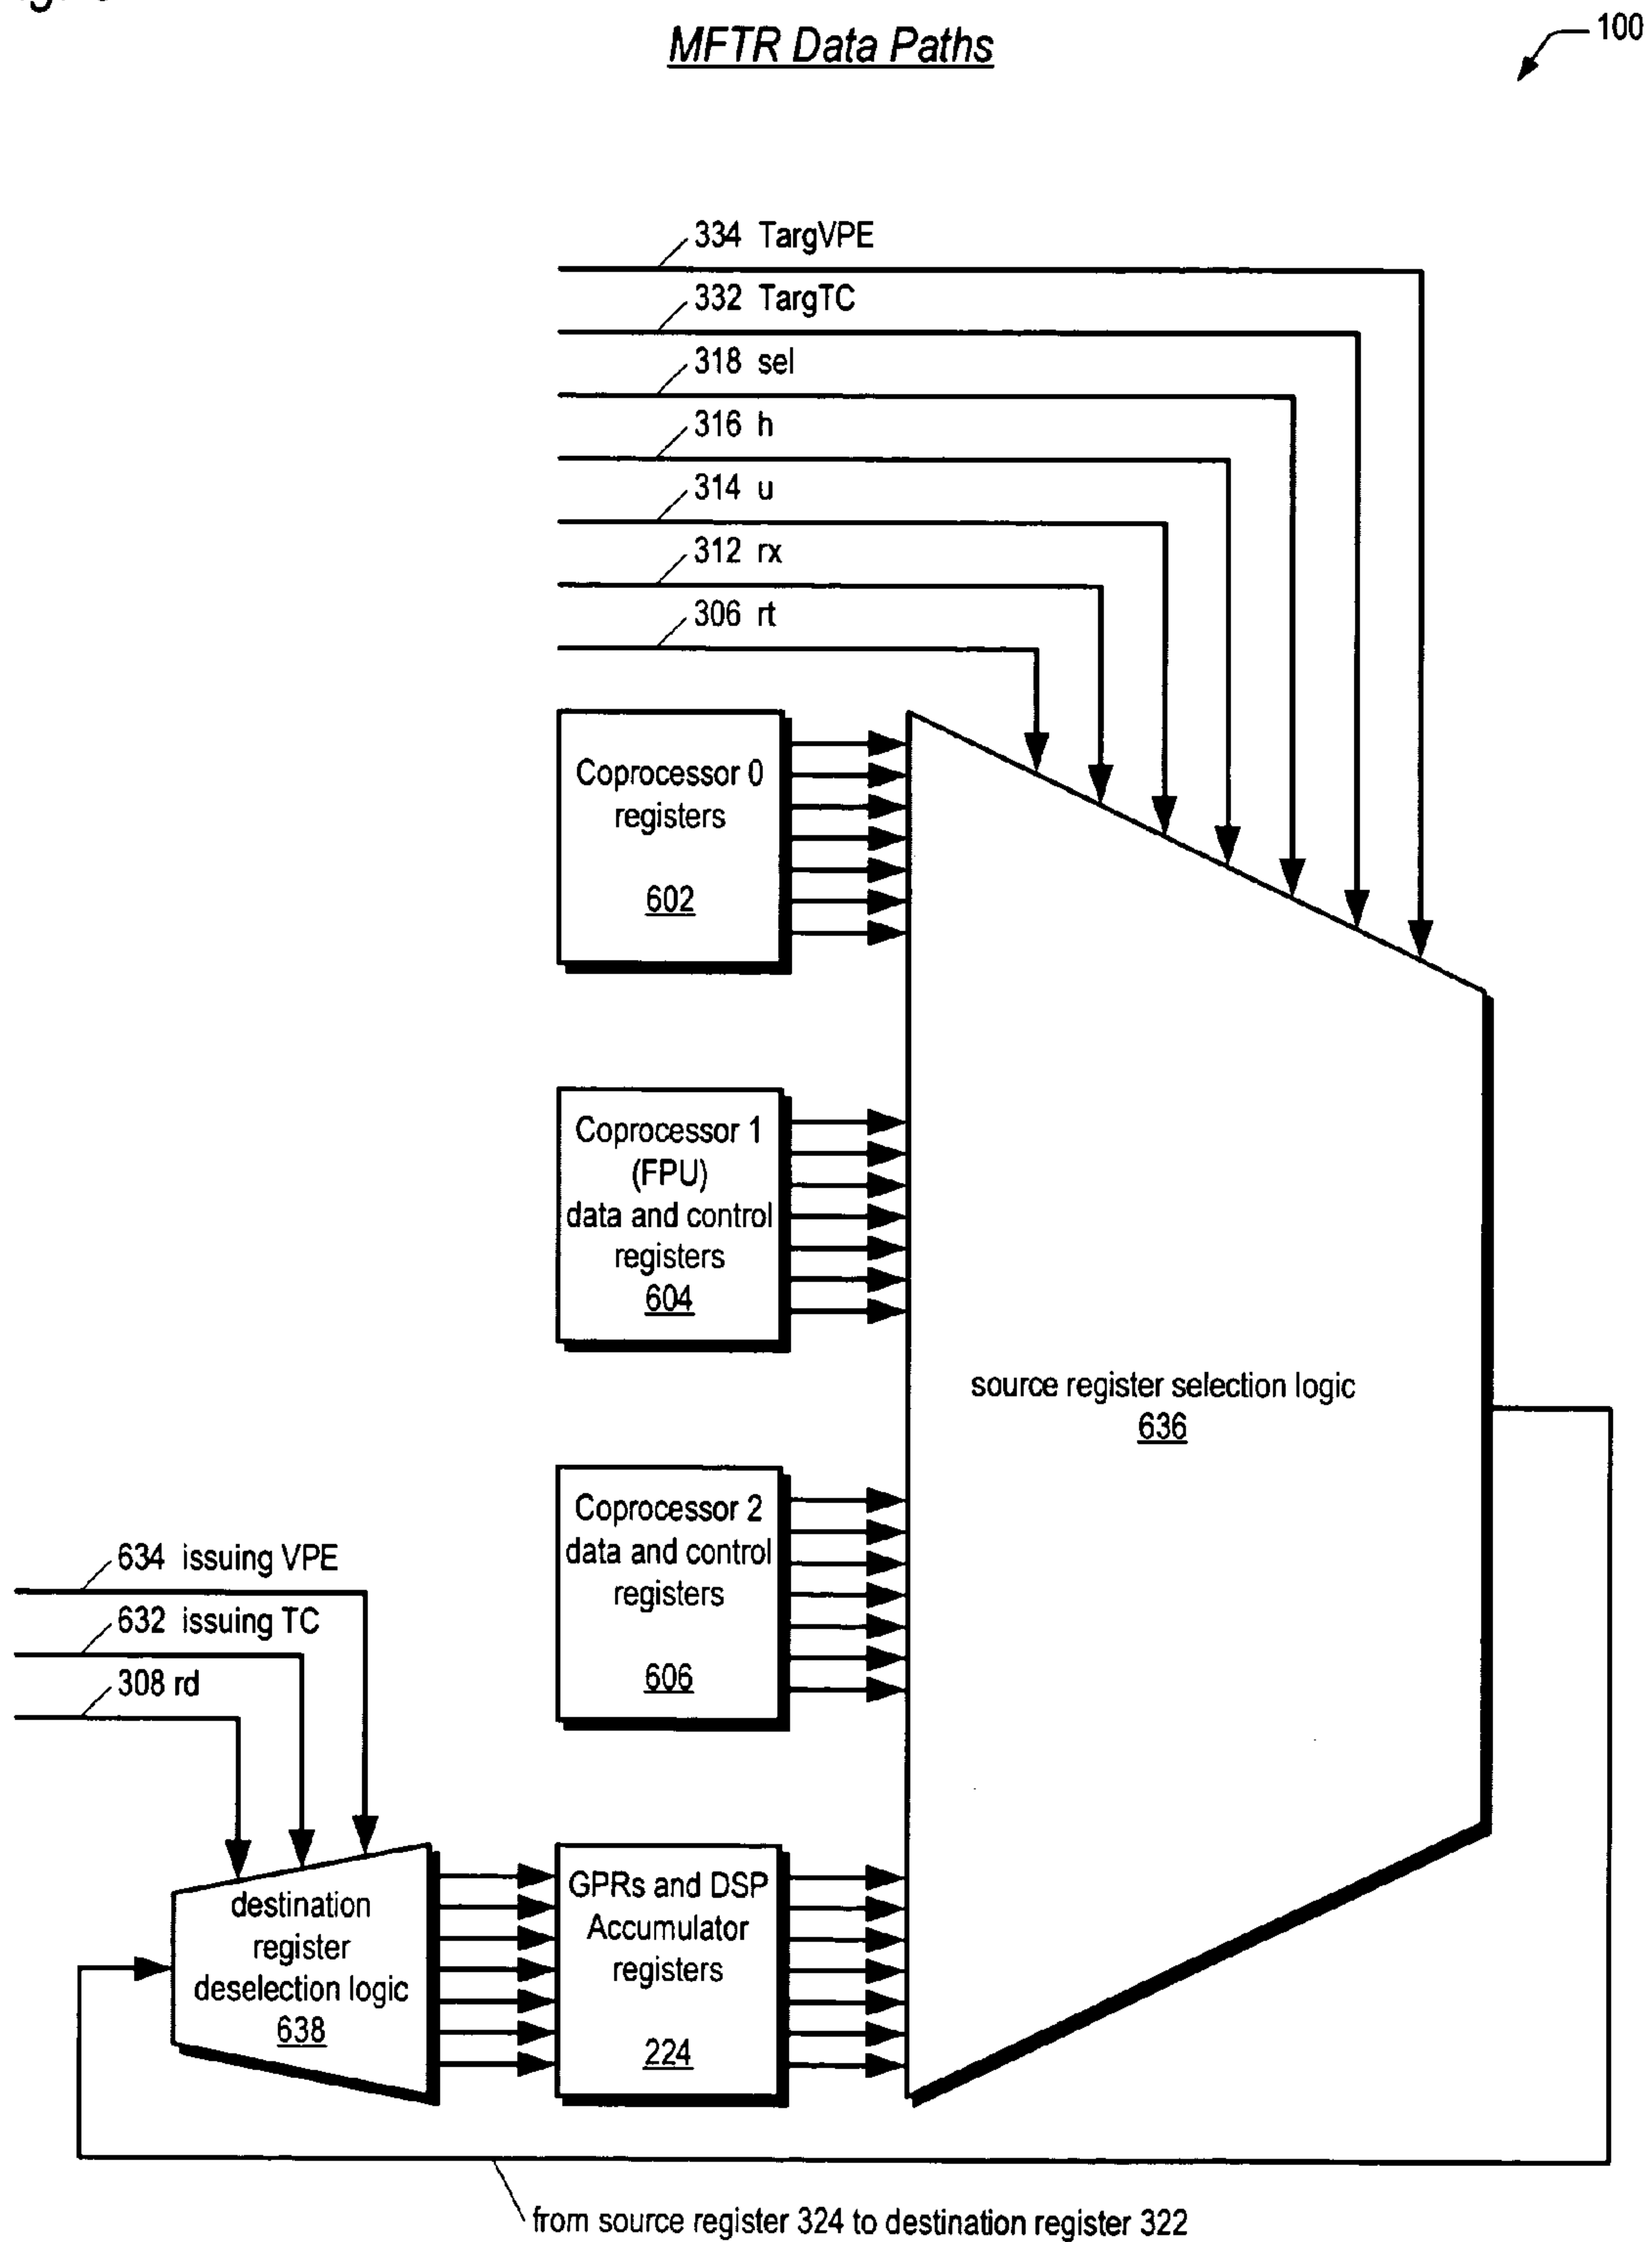 MFTR Data Paths
100
334 TargVPE
332 TargTC
318 sel
316 h
314 u
312 rx
306 rt
Coprocessor 0
registers
602
Coprocessor 1
(FPU)
data and control
registers
604
source register selection logic
636
Coprocessor 2
data and control
registers
606
634 issuing VPE
632 issuing TC
308 rd
destination
register
deselection logic
638
GPRs and DSP
Accumulator
registers
224
from source register 324 to destination register 322